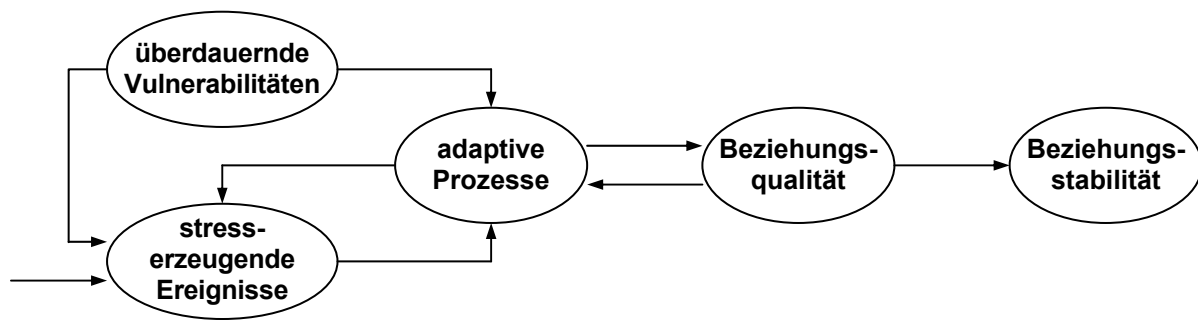 überdauernde
Vulnerabilitäten
adaptive
Prozesse
Beziehungs-
qualität
Beziehungs-
stabilität
stress-
erzeugende
Ereignisse